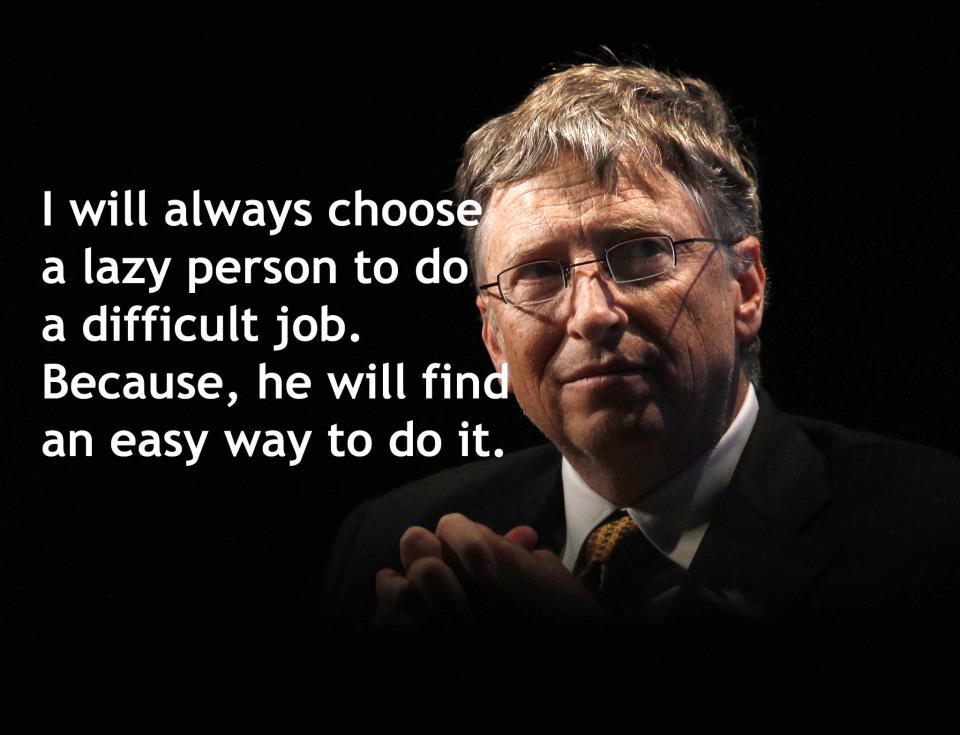 I will always choose
a lazy person to do
a difficult job.
Because, he will find
an easy way to do it.